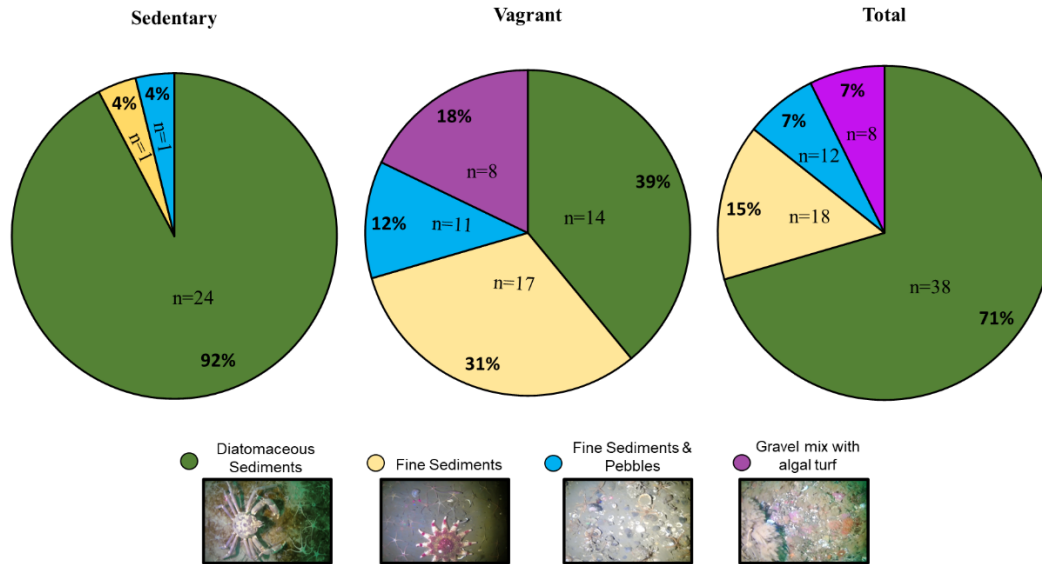 Sedentary
Vagrant
Total
4%
4%
n=1
n=1
n=24
92%
18%
n=8
39%
12%
n=11
n=14
n=17
31%
7%
7%
n=8
n=12
15%
n=18
n=38
71%
Diatomaceous
Sediments
Fine Sediments
Fine Sediments &
Pebbles
Gravel mix with
algal turf